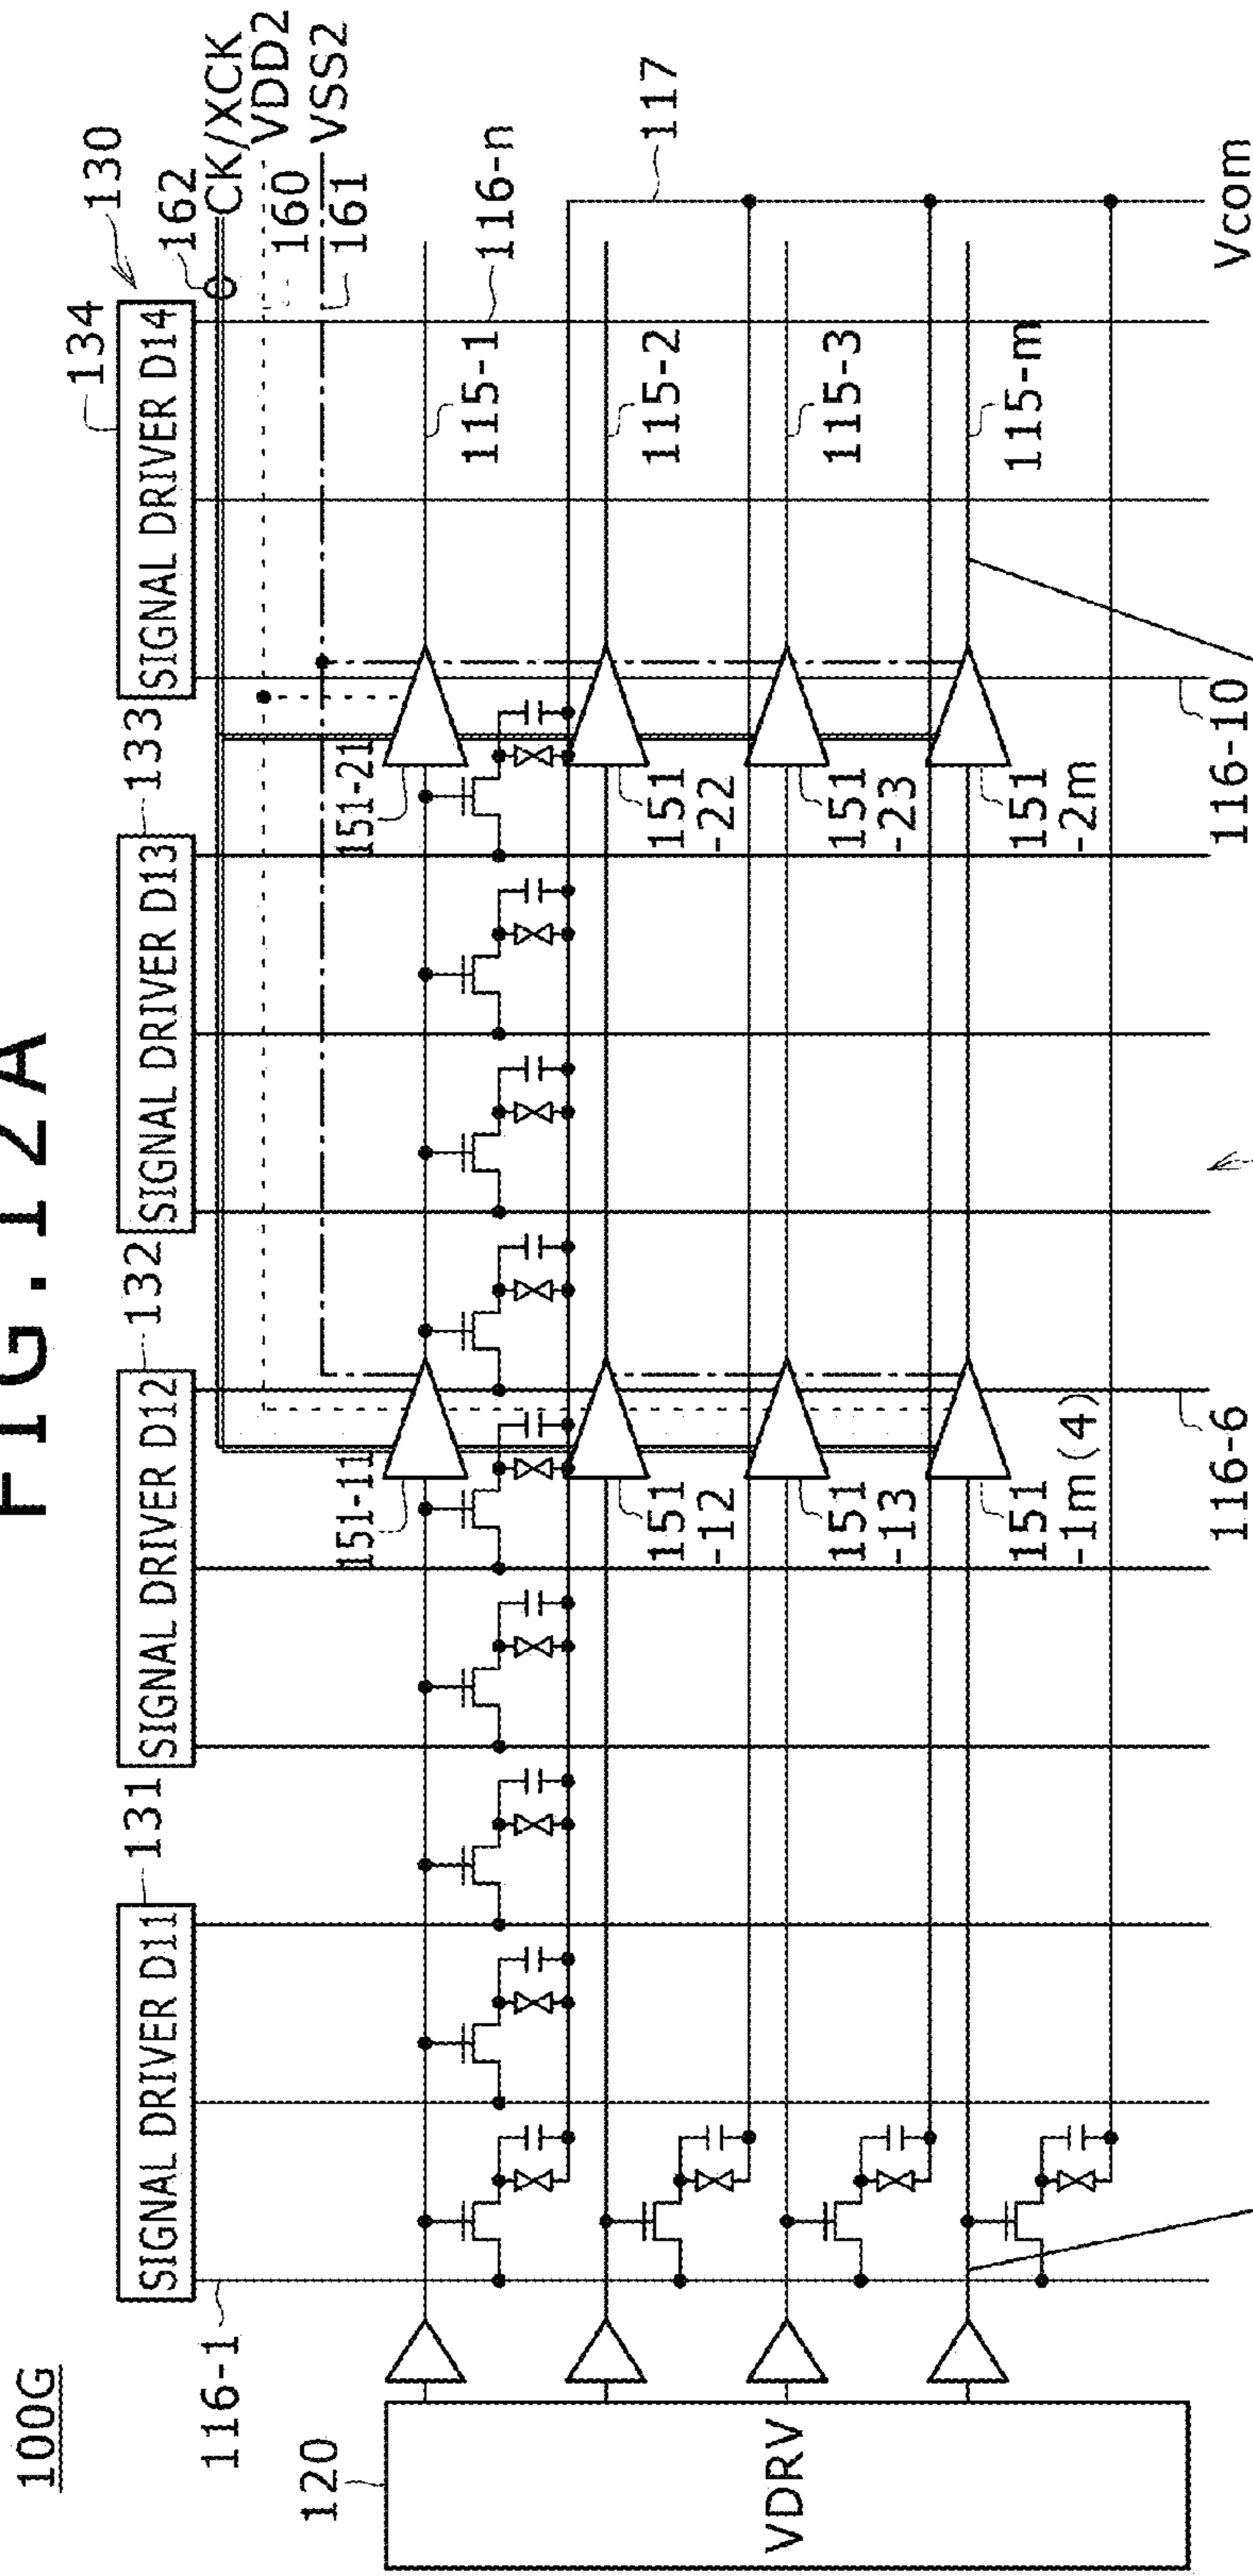 FIG.12A
100G
130
134
133
132
131
162
CK/XCK
VDD2
160
VSS2
161
SIGNAL DRIVER D11
SIGNAL DRIVER D12
SIGNAL DRIVER D13
SIGNAL DRIVER D14
116-1
116-n
117
120
VDRV
151-11
151-21
115-1
151
-12
151
-22
115-2
151
-13
151
-23
115-3
151
-1m(4)
151
-2m
115-m
116-6
116-10
Vcom